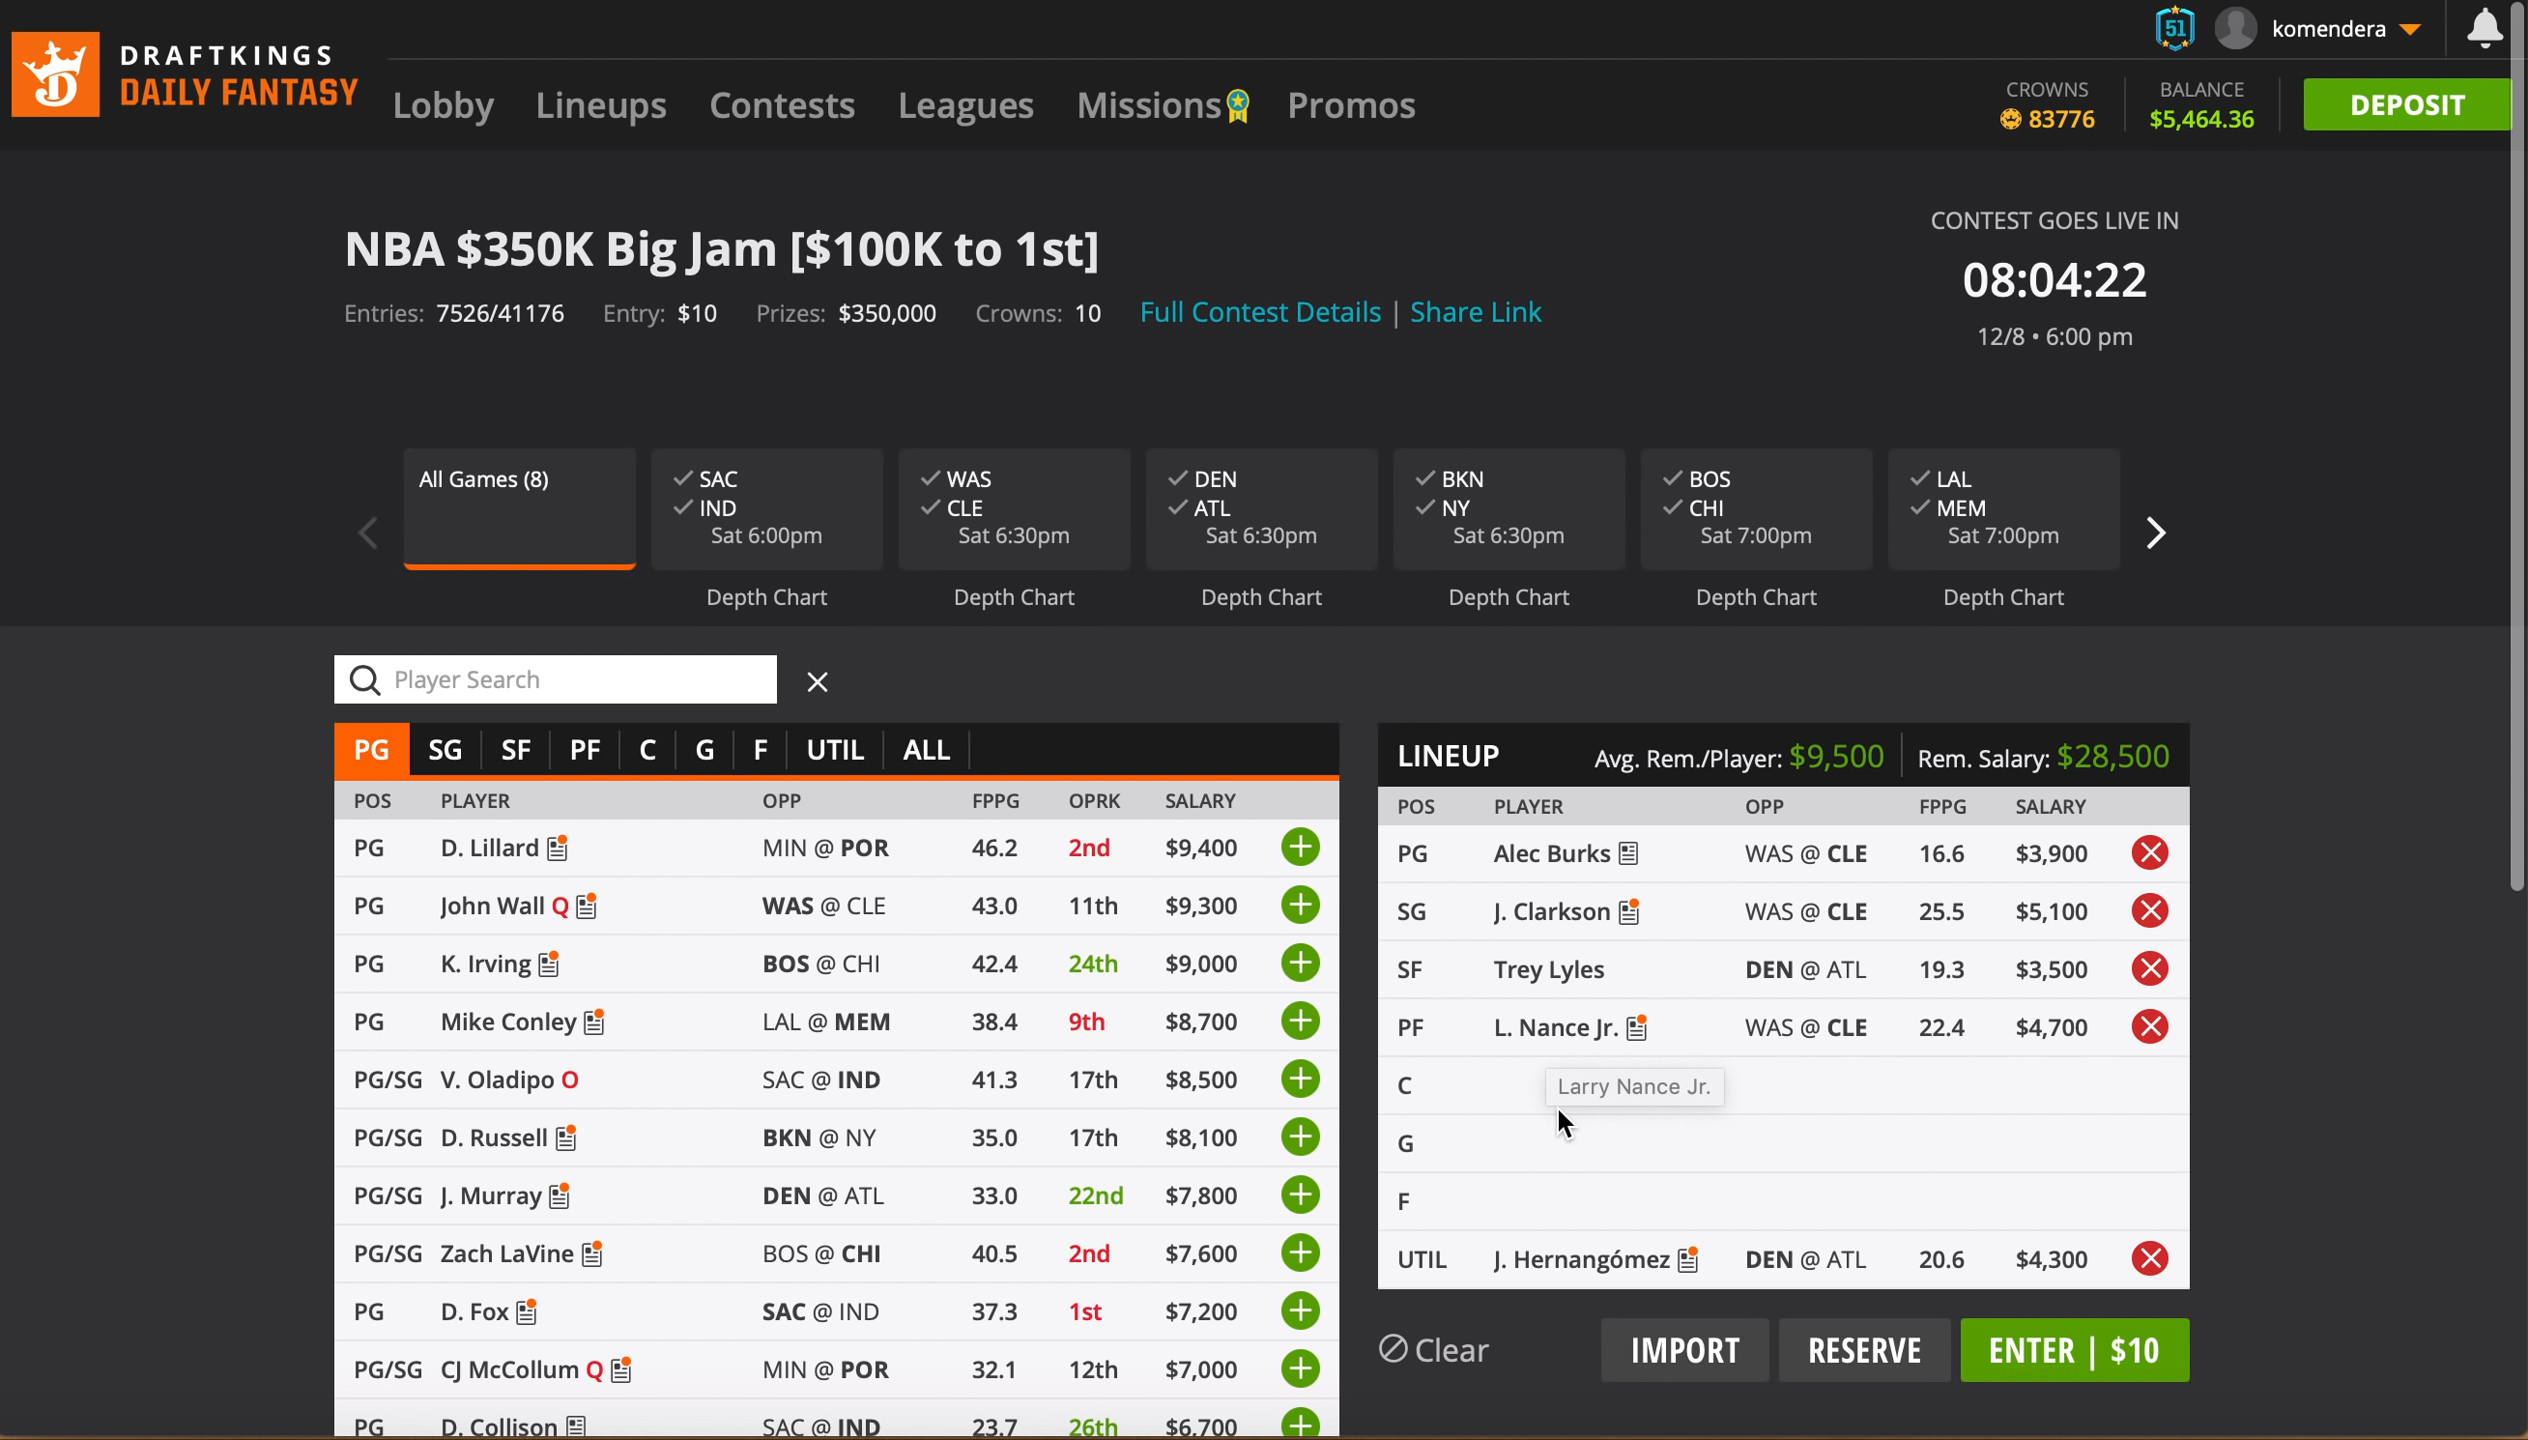 51 komendera
DRAFTKINGS
DAILY FANTASY
Lobby Lineups Contests Leagues Missions Promos
CROWNS 83776 BALANCE $5,464.36 DEPOSIT
NBA $350K Big Jam [$100K to 1st]
Entries: 7526/41176 Entry: $10 Prizes: $350,000 Crowns: 10 Full Contest Details | Share Link
CONTEST GOES LIVE IN
08:04:22
12/8 • 6:00 pm
All Games (8)
SAC
IND
Sat 6:00pm
Depth Chart
WAS
CLE
Sat 6:30pm
Depth Chart
DEN
ATL
Sat 6:30pm
Depth Chart
BKN
NY
Sat 6:30pm
Depth Chart
BOS
CHI
Sat 7:00pm
Depth Chart
LAL
MEM
Sat 7:00pm
Depth Chart
Player Search
PG SG SF PF C G F UTIL ALL
POS PLAYER OPP FPPG OPRK SALARY
PG D. Lillard MIN @ POR 46.2 2nd $9,400
PG John Wall Q WAS @ CLE 43.0 11th $9,300
PG K. Irving BOS @ CHI 42.4 24th $9,000
PG Mike Conley LAL @ MEM 38.4 9th $8,700
PG/SG V. Oladipo O SAC @ IND 41.3 17th $8,500
PG/SG D. Russell BKN @ NY 35.0 17th $8,100
PG/SG J. Murray DEN @ ATL 33.0 22nd $7,800
PG/SG Zach LaVine BOS @ CHI 40.5 2nd $7,600
PG D. Fox SAC @ IND 37.3 1st $7,200
PG/SG CJ McCollum Q MIN @ POR 32.1 12th $7,000
PG D. Collison SAC @ IND 23.7 26th $6,700
LINEUP Avg. Rem./Player: $9,500 Rem. Salary: $28,500
POS PLAYER OPP FPPG SALARY
PG Alec Burks WAS @ CLE 16.6 $3,900
SG J. Clarkson WAS @ CLE 25.5 $5,100
SF Trey Lyles DEN @ ATL 19.3 $3,500
PF L. Nance Jr. WAS @ CLE 22.4 $4,700
C
Larry Nance Jr.
G
F
UTIL J. Hernangómez DEN @ ATL 20.6 $4,300
Clear IMPORT RESERVE ENTER | $10